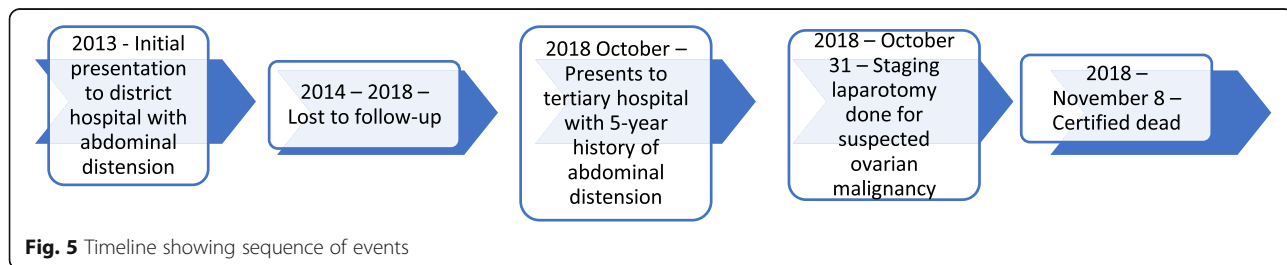 2013 - Initial
presentation
to district
hospital with
abdominal
distension
2014 – 2018 –
Lost to follow-up
2018 October –
Presents to
tertiary hospital
with 5-year
history of
abdominal
distension
2018 – October
31 – Staging
laparotomy
done for
suspected
ovarian
malignancy
2018 –
November 8 –
Certified dead
Fig. 5 Timeline showing sequence of events